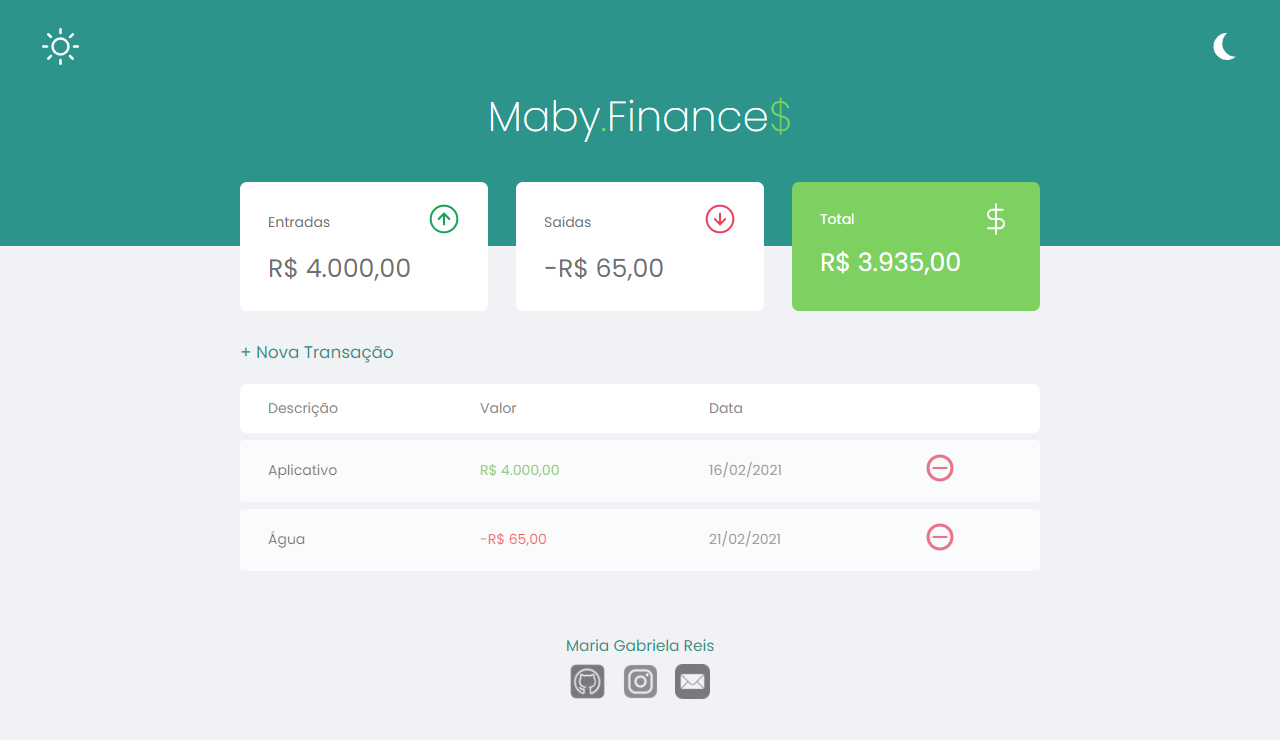 Maby.Finance$
Entradas
R$ 4.000,00
Saídas
-R$ 65,00
Total
R$ 3.935,00
+ Nova Transação
Descrição Valor Data
Aplicativo R$ 4.000,00 16/02/2021
Água -R$ 65,00 21/02/2021
Maria Gabriela Reis